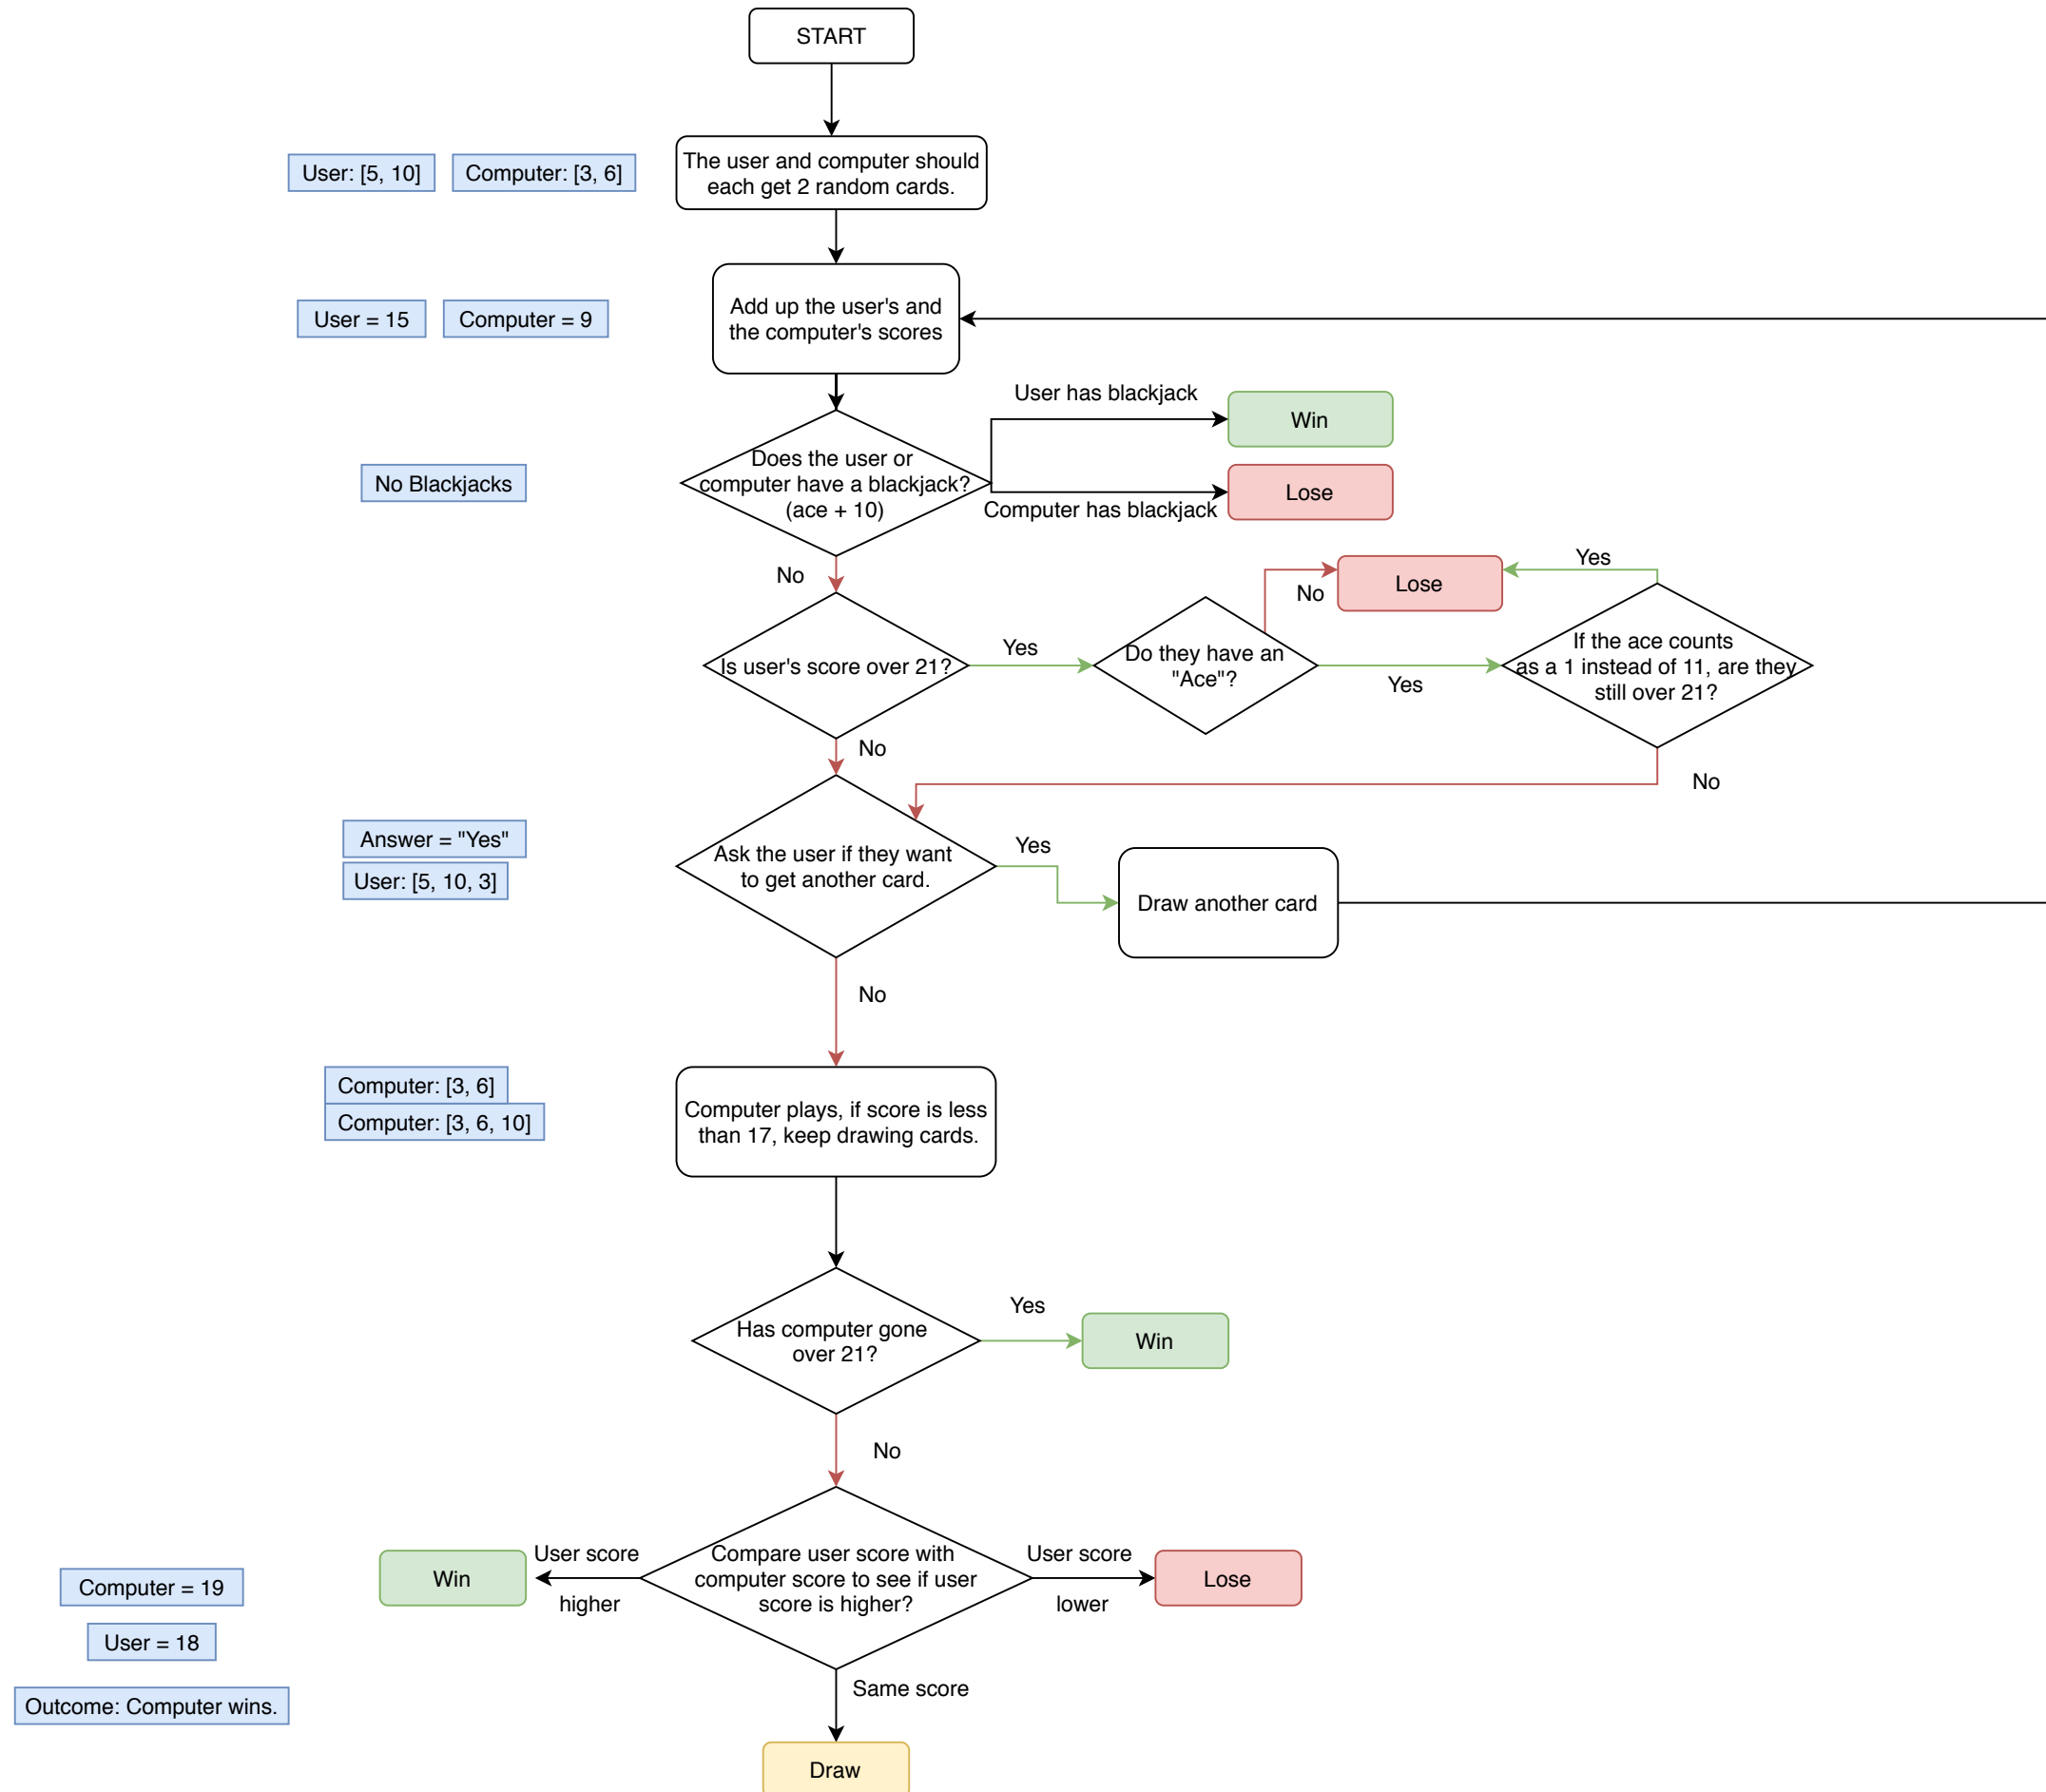 START
User: [5, 10]
Computer: [3, 6]
The user and computer should
each get 2 random cards.
User = 15
Computer = 9
Add up the user's and
the computer's scores
User has blackjack
Win
No Blackjacks
Does the user or
computer have a blackjack?
(ace + 10)
Lose
Computer has blackjack
No
Is user's score over 21?
Yes
Do they have an
"Ace"?
No
Lose
Yes
Yes
If the ace counts
as a 1 instead of 11, are they
still over 21?
No
No
Answer = "Yes"
User: [5, 10, 3]
Ask the user if they want
to get another card.
Yes
Draw another card
No
Computer: [3, 6]
Computer: [3, 6, 10]
Computer plays, if score is less
than 17, keep drawing cards.
Has computer gone
over 21?
Yes
Win
No
Computer = 19
User = 18
Outcome: Computer wins.
Win
User score
higher
Compare user score with
computer score to see if user
score is higher?
User score
lower
Lose
Same score
Draw